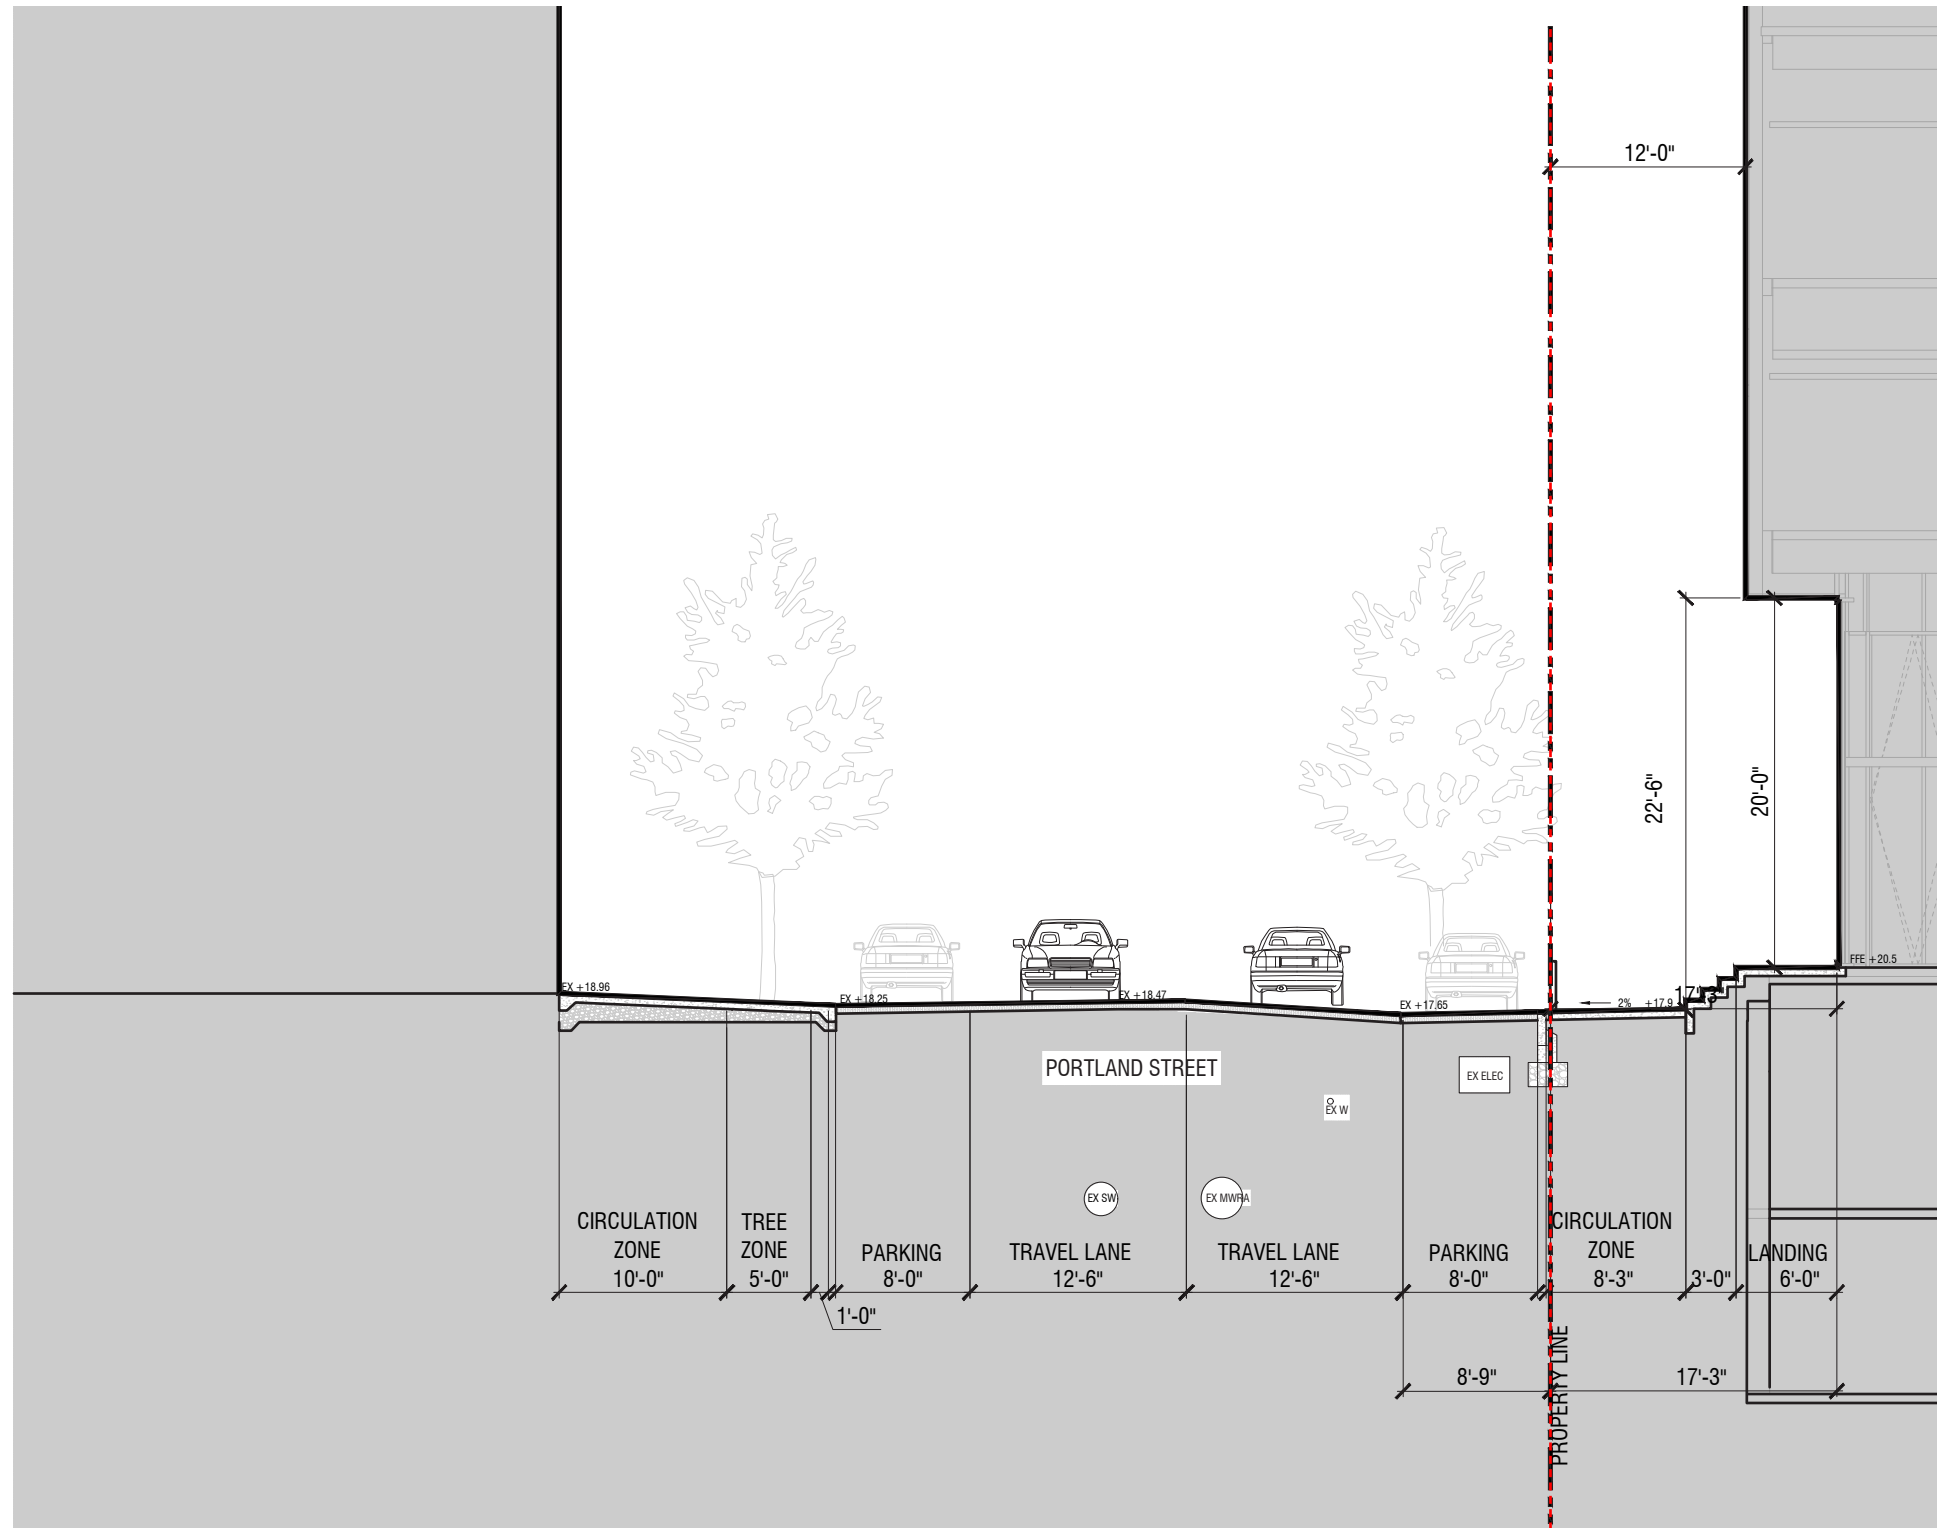 12'-0"
22'-6"
20'-0"
FFE +20.5
EX +18.96
EX +18.25
EX +18.47
EX +17.65
2%
+17.9
17'-3"
PORTLAND STREET
EX ELEC
EX W
EX SW
EX MWRA
CIRCULATION
ZONE
10'-0"
TREE
ZONE
5'-0"
1'-0"
PARKING
8'-0"
TRAVEL LANE
12'-6"
TRAVEL LANE
12'-6"
PARKING
8'-0"
CIRCULATION
ZONE
8'-3"
3'-0"
LANDING
6'-0"
8'-9"
17'-3"
PROPERTY LINE